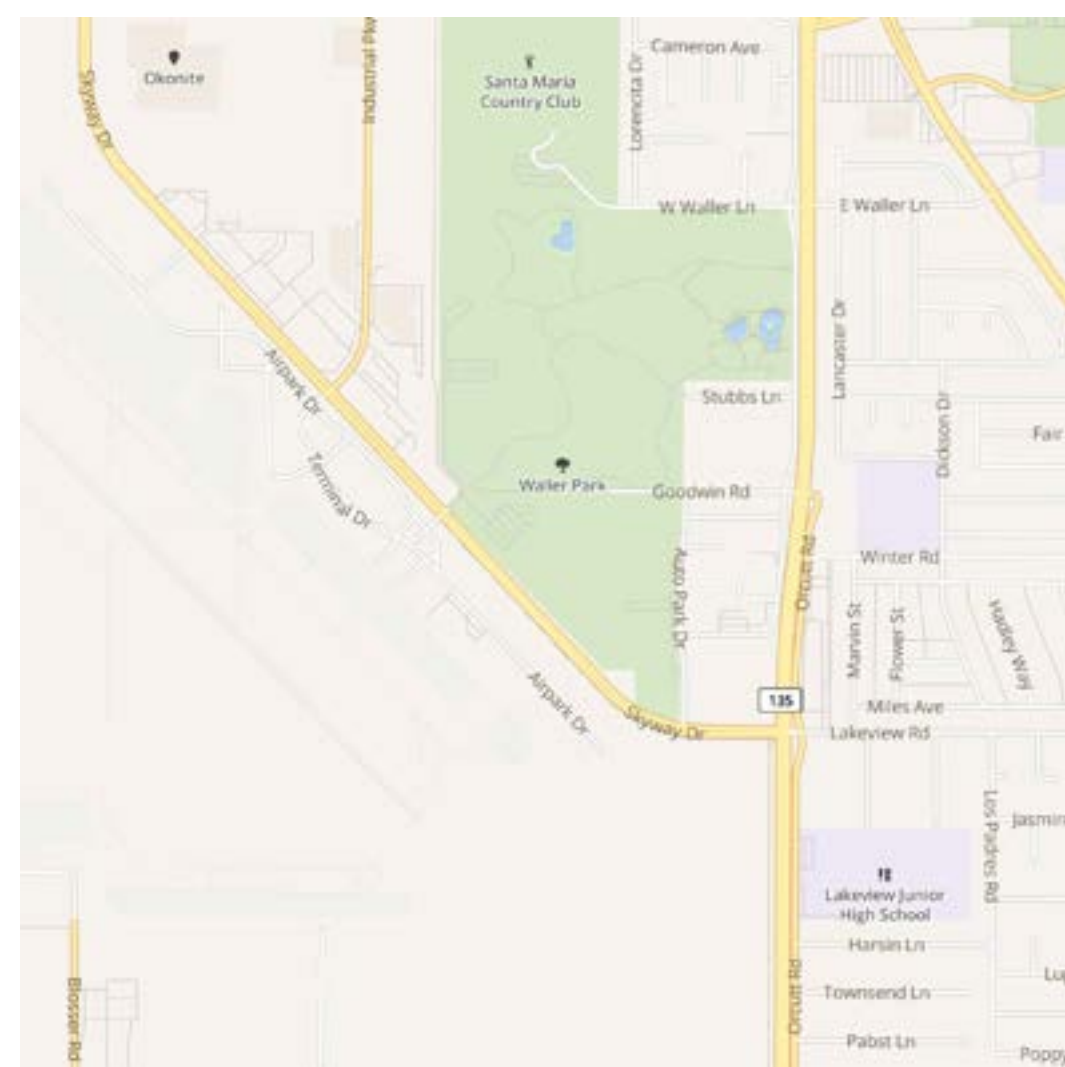 Cameron Ave
Industrial Pkw
Skyway Dr
Okonite
Santa Maria
Country Club
Lorencita Dr
W Waller Ln
E Waller Ln
Lancaster Dr
Airpark Dr
Stubbs Ln
Dickson Dr
Fair
Terminal Dr
Waller Park
Goodwin Rd
Orcutt Rd
Auto Park Dr
Winter Rd
Marvin St
Flower St
Hadley Way
135
Miles Ave
Airpark Dr
Skyway Dr
Lakeview Rd
Los Padres Rd
Jasmin
Lakeview Junior
High School
Harsin Ln
Orcutt Rd
Lu
Townsend Ln
Blosser Rd
Pabst Ln
Poppy